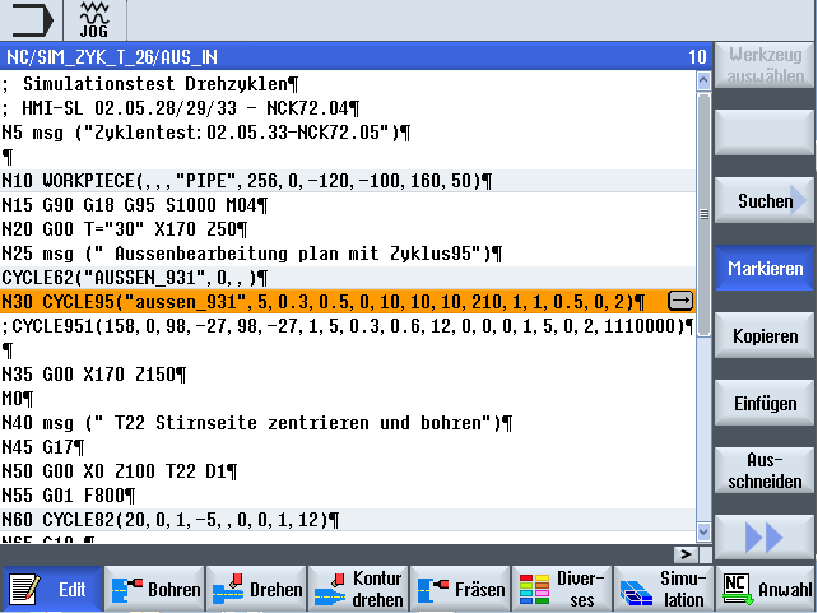 JOG
NC/SIM_ZYK_T_26/AUS_IN 10
; Simulationstest Drehzyklen¶
; HMI-SL 02.05.28/29/33 - NCK72.04¶
N5 msg ("Zyklentest:02.05.33-NCK72.05")¶
¶
N10 WORKPIECE(,,,"PIPE",256,0,-120,-100,160,50)¶
N15 G90 G18 G95 S1000 M04¶
N20 G00 T="30" X170 Z50¶
N25 msg (" Aussenbearbeitung plan mit Zyklus95")¶
CYCLE62("AUSSEN_931",0,,)¶
N30 CYCLE95("aussen_931",5,0.3,0.5,0,10,10,10,210,1,1,0.5,0,2)¶
;CYCLE951(158,0,98,-27,98,-27,1,5,0.3,0.6,12,0,0,0,1,5,0,2,1110000)¶
¶
N35 G00 X170 Z150¶
M0¶
N40 msg (" T22 Stirnseite zentrieren und bohren")¶
N45 G17¶
N50 G00 X0 Z100 T22 D1¶
N55 G01 F800¶
N60 CYCLE82(20,0,1,-5,,0,0,1,12)¶
Werkzeug
auswählen
Suchen
Markieren
Kopieren
Einfügen
Aus-
schneiden
Edit
Bohren
Drehen
Kontur
drehen
Fräsen
Diver-
ses
Simu-
lation
NC Anwahl